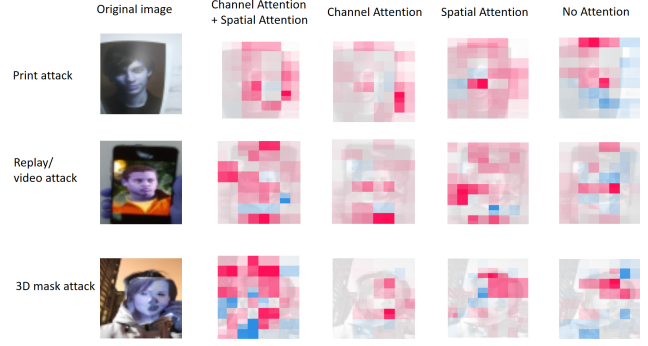 Original image
Channel Attention
+ Spatial Attention
Channel Attention
Spatial Attention
No Attention
Print attack
Replay/
video attack
3D mask attack